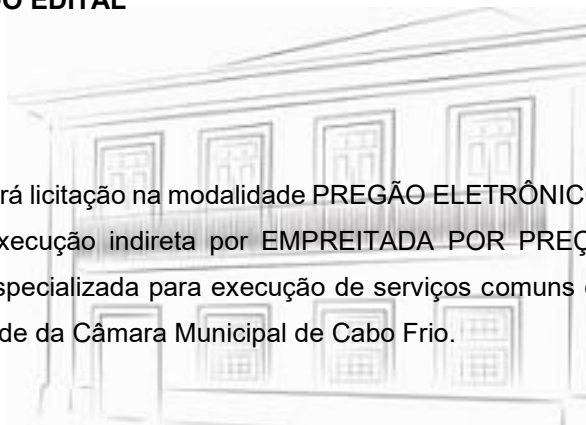 DO EDITAL
rá licitação na modalidade PREGÃO ELETRÔNIC
xecução indireta por EMPREITADA POR PREÇ
specializada para execução de serviços comuns
de da Câmara Municipal de Cabo Frio.